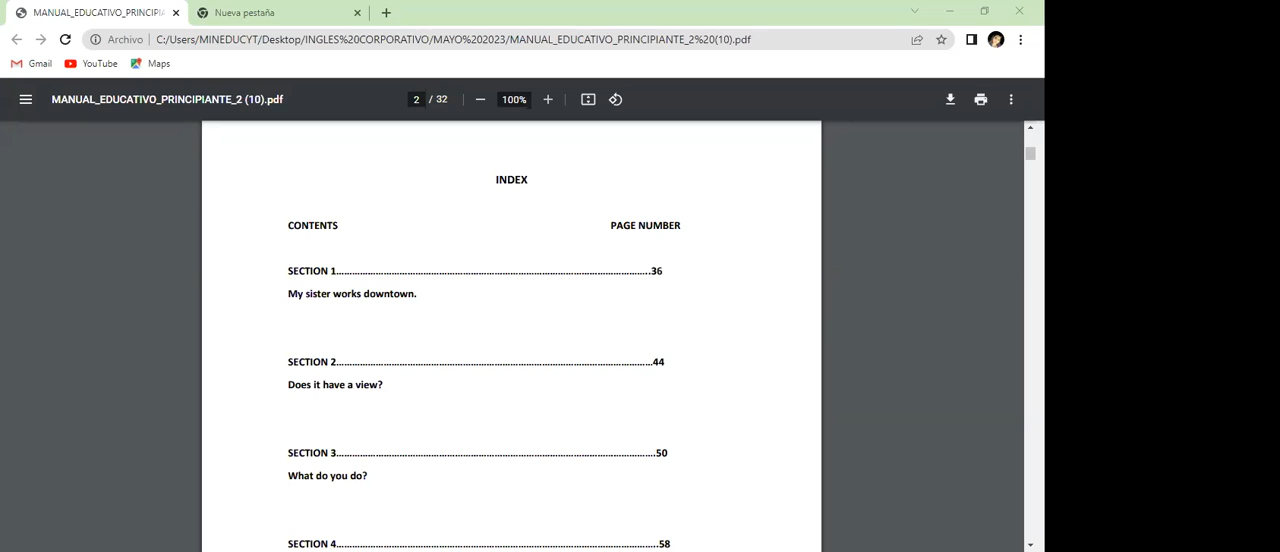 MANUAL_EDUCATIVO_PRINCIPIA
Nueva pestaña
Archivo C:/Users/MINEDUCYT/Desktop/INGLES%20CORPORATIVO/MAYO%202023/MANUAL_EDUCATIVO_PRINCIPIANTE_2%20(10).pdf
Gmail YouTube Maps
MANUAL_EDUCATIVO_PRINCIPIANTE_2 (10).pdf 2 / 32 100%
INDEX
CONTENTS PAGE NUMBER
SECTION 1……………………………………………………………………………………………………..36
My sister works downtown.
SECTION 2……………………………………………………………………………………………………...44
Does it have a view?
SECTION 3……………………………………………………………………………………………………….50
What do you do?
SECTION 4………………………………………………………………………………………………………..58